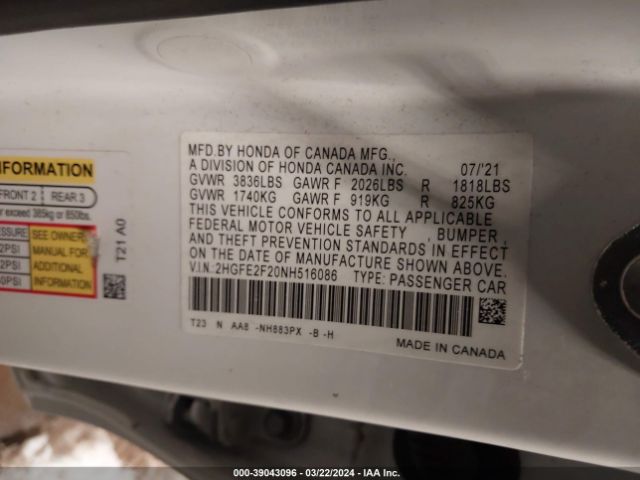 MFD.BY HONDA OF CANADA MFG.,
A DIVISION OF HONDA CANADA INC. 07/'21
GVWR 3836LBS GAWR F 2026LBS R 1818LBS
GVWR 1740KG GAWR F 919KG R 825KG
THIS VEHICLE CONFORMS TO ALL APPLICABLE
FEDERAL MOTOR VEHICLE SAFETY , BUMPER ,
AND THEFT PREVENTION STANDARDS IN EFFECT
ON THE DATE OF MANUFACTURE SHOWN ABOVE.
V.I.N.:2HGFE2F20NH516086 TYPE: PASSENGER CAR
T23 N AA8 -NH883PX -B -H
MADE IN CANADA
INFORMATION
FRONT 2 REAR 3
exceed 385kg or 850lbs.
SEE OWNER
MANUAL FOR
ADDITIONAL
INFORMATION
T21 A0
000-39043096 - 03/22/2024 - IAA Inc.